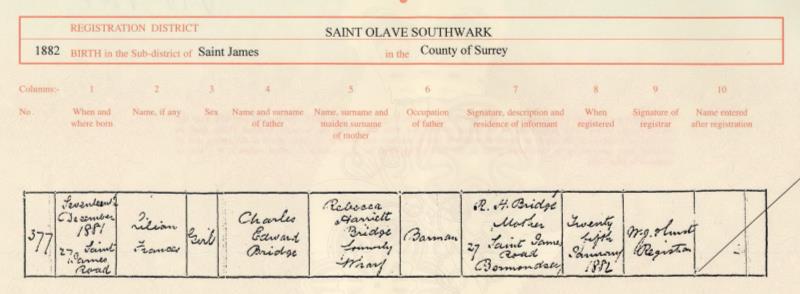 REGISTRATION DISTRICT SAINT OLAVE SOUTHWARK
1882 BIRTH in the Sub-district of Saint James in the County of Surrey
Columns:- 1 2 3 4 5 6 7 8 9 10
No. When and where born Name, if any Sex Name and surname of father Name, surname and maiden surname of mother Occupation of father Signature, description and residence of informant When registered Signature of registrar Name entered after registration
377
Seventeenth
December
1881
27 Saint
James
Road
Lilian
Frances
Girl
Charles
Edward
Bridge
Rebecca
Harriett
Bridge
formerly
Barman
R. H. Bridge
Mother
27 Saint James
Road
Bermondsey
Twenty
fifth
January
1882
Registrar